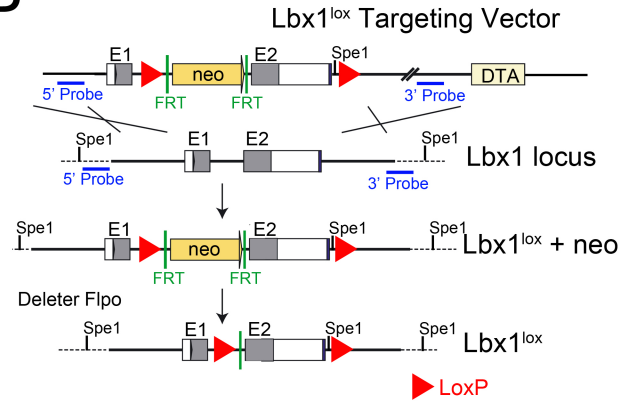 Lbx1lox Targeting Vector
E1 neo E2 Spe1 DTA
5' Probe FRT FRT 3' Probe
Spe1 E1 E2 Spe1 Lbx1 locus
5' Probe 3' Probe
Spe1 E1 neo E2 Spe1 Spe1 Lbx1lox + neo
FRT FRT
Deleter Flpo
Spe1 E1 E2 Spe1 Spe1 Lbx1lox
LoxP